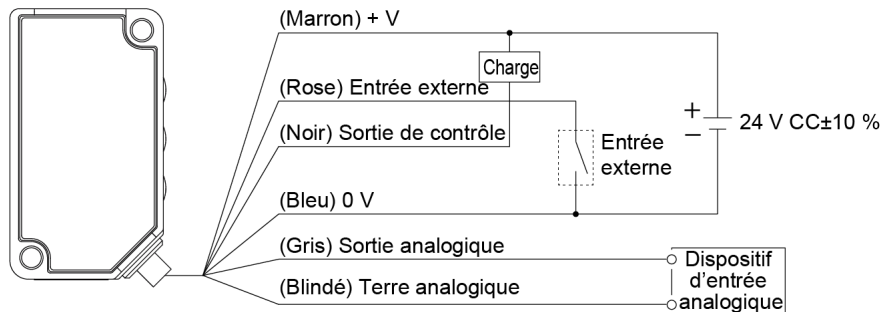 (Marron) + V
Charge
(Rose) Entrée externe
(Noir) Sortie de contrôle
+
−
24 V CC±10 %
Entrée
externe
(Bleu) 0 V
(Gris) Sortie analogique
(Blindé) Terre analogique
Dispositif
d'entrée
analogique